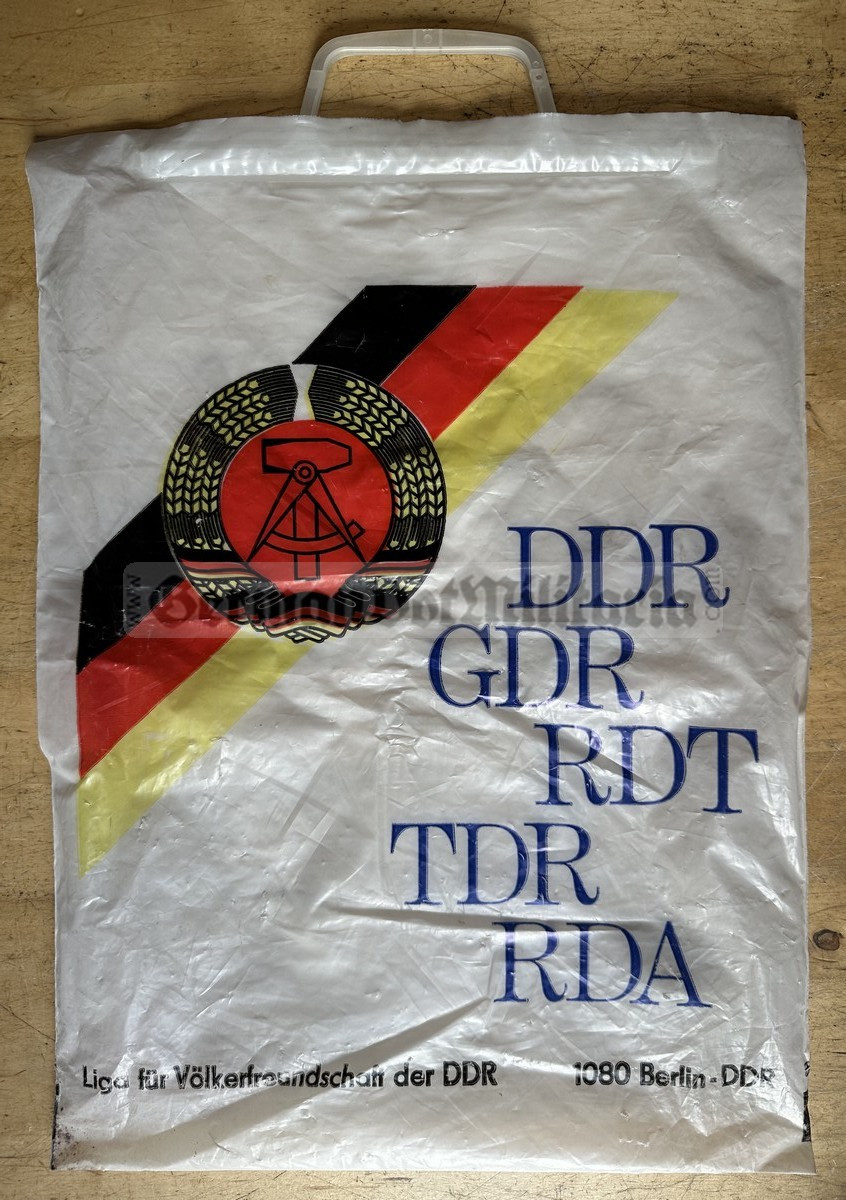 DDR
GDR
RDT
TDR
RDA
Liga für Völkerfreundschaft der DDR 1080 Berlin-DDR